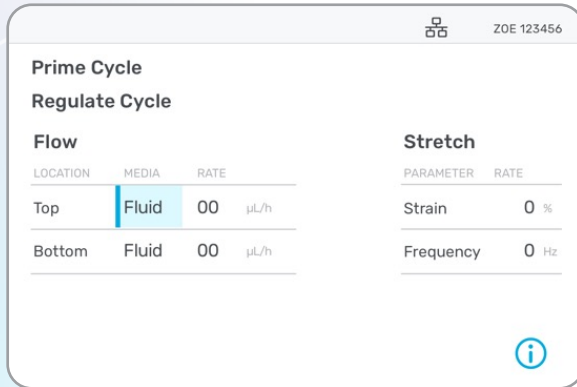 ZOE 123456
Prime Cycle
Regulate Cycle
Flow
LOCATION MEDIA RATE
Top Fluid 00 µL/h
Bottom Fluid 00 µL/h
Stretch
PARAMETER RATE
Strain 0 %
Frequency 0 Hz
i